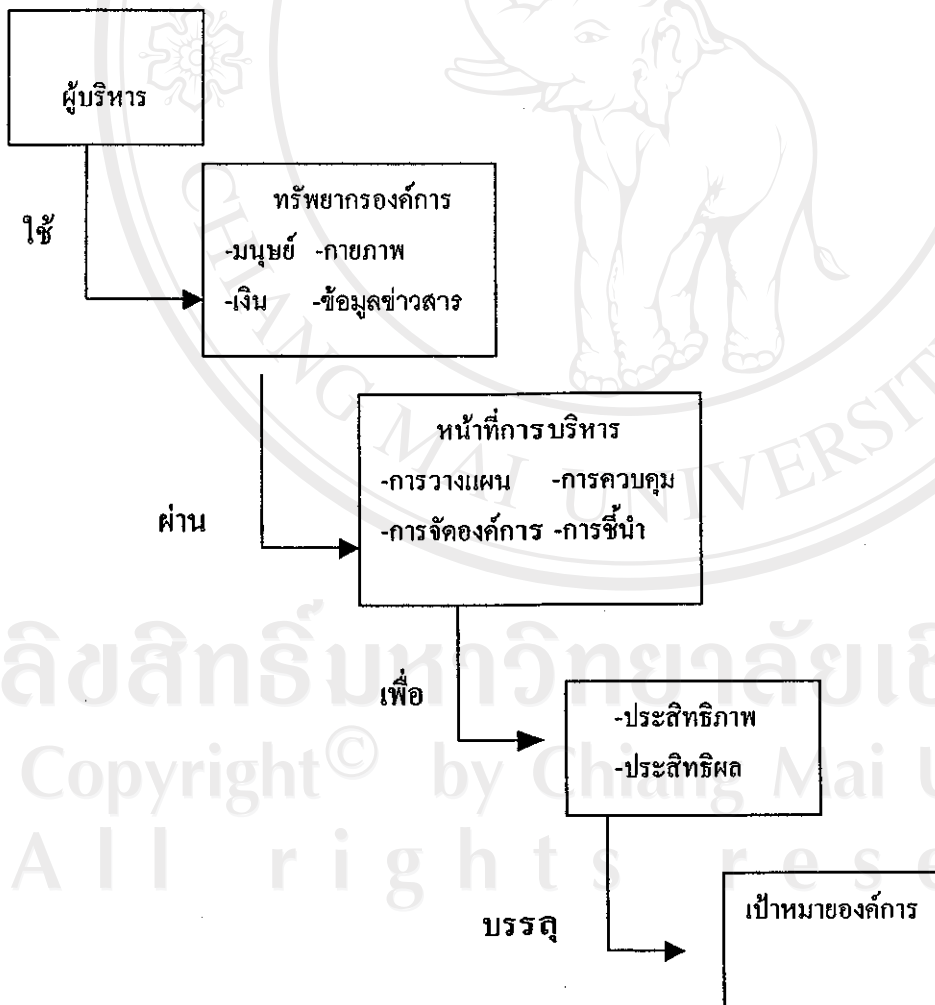 ผู้บริหาร
ใช้
ทรัพยากรองค์การ
-มนุษย์ -กายภาพ
-เงิน -ข้อมูลข่าวสาร
ผ่าน
หน้าที่การบริหาร
-การวางแผน -การควบคุม
-การจัดองค์การ -การชี้นำ
เพื่อ
-ประสิทธิภาพ
-ประสิทธิผล
บรรลุ
เป้าหมายองค์การ
CHIANG MAI UNIVERSIT
ลิขสิทธิ์มหาวิทยาลัยเชี
Copyright© by Chiang Mai U
All rights rese